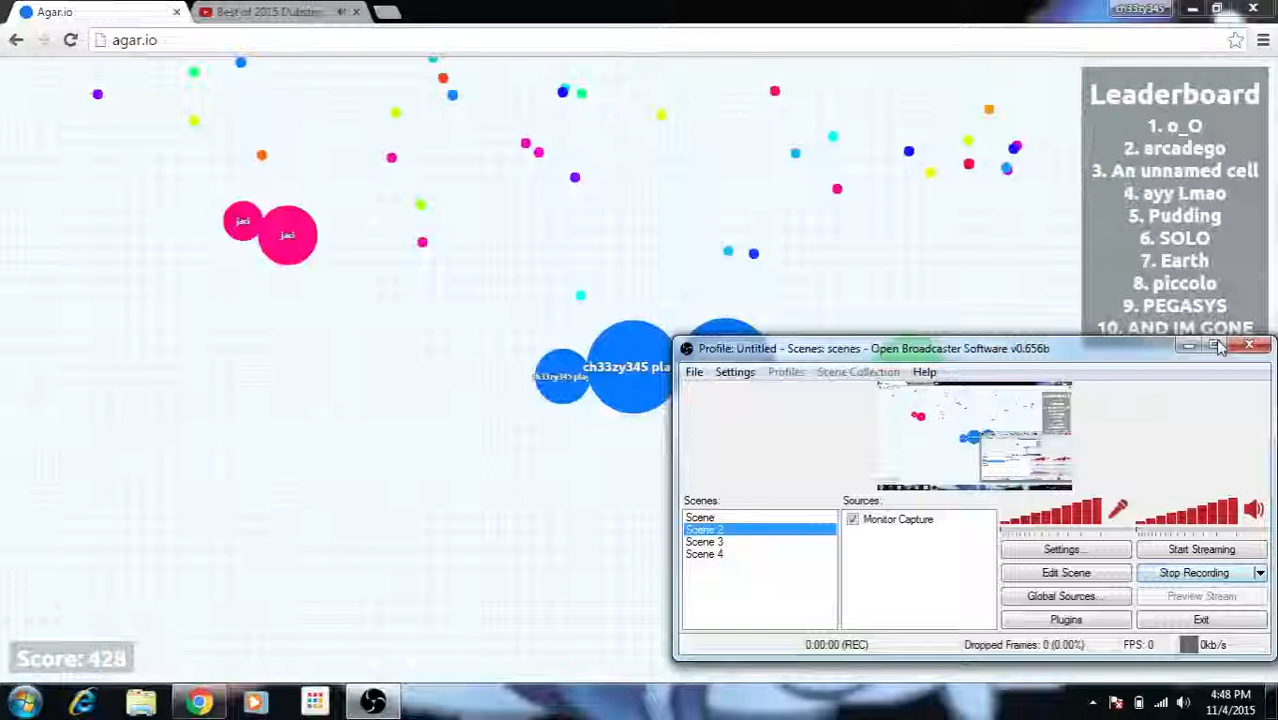 Agar.io
Best of 2015 Dubste
ch33zy345
agar.io
Leaderboard
1. o_O
2. arcadego
3. An unnamed cell
4. ayy Lmao
5. Pudding
6. SOLO
7. Earth
8. piccolo
9. PEGASYS
10. AND IM GONE
jaci
jaci
ch33zy345 pla
ch33zy345 pla
Profile: Untitled - Scenes: scenes - Open Broadcaster Software v0.656b
File Settings Profiles Scene Collection Help
Scenes:
Sources:
Scene
Scene 2
Scene 3
Scene 4
Monitor Capture
Settings...
Start Streaming
Edit Scene
Stop Recording
Global Sources...
Preview Stream
Plugins
Exit
0:00:00 (REC)
Dropped Frames: 0 (0.00%)
FPS: 0
0kb/s
Score: 428
4:48 PM
11/4/2015